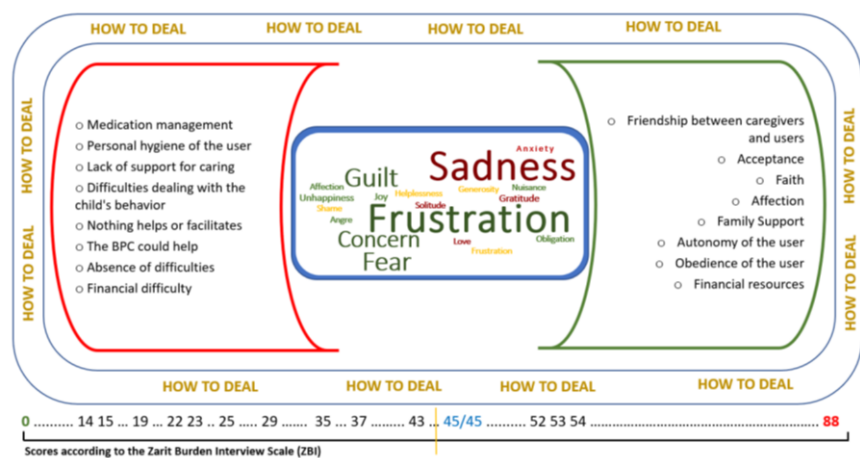 HOW TO DEAL
HOW TO DEAL
HOW TO DEAL
HOW TO DEAL
HOW TO DEAL
HOW TO DEAL
HOW TO DEAL
HOW TO DEAL
○ Medication management
○ Personal hygiene of the user
○ Lack of support for caring
○ Difficulties dealing with the
child's behavior
○ Nothing helps or facilitates
○ The BPC could help
○ Absence of difficulties
○ Financial difficulty
Anxiety
Sadness
Guilt
Affection
Helplessness
Generosity
Nuisance
Unhappiness
Joy
Gratitude
Shame
Solitude
Angre
Frustration
Concern
Love
Obligation
Frustration
Fear
○ Friendship between caregivers
and users
○ Acceptance
○ Faith
○ Affection
○ Family Support
○ Autonomy of the user
○ Obedience of the user
○ Financial resources
HOW TO DEAL
HOW TO DEAL
HOW TO DEAL
HOW TO DEAL
0 .......... 14 15 ... 19 ... 22 23 .. 25 ..... 29 ....... 35 ... 37 ........ 43 ... 45/45 .......... 52 53 54 .......................................................... 88
Scores according to the Zarit Burden Interview Scale (ZBI)